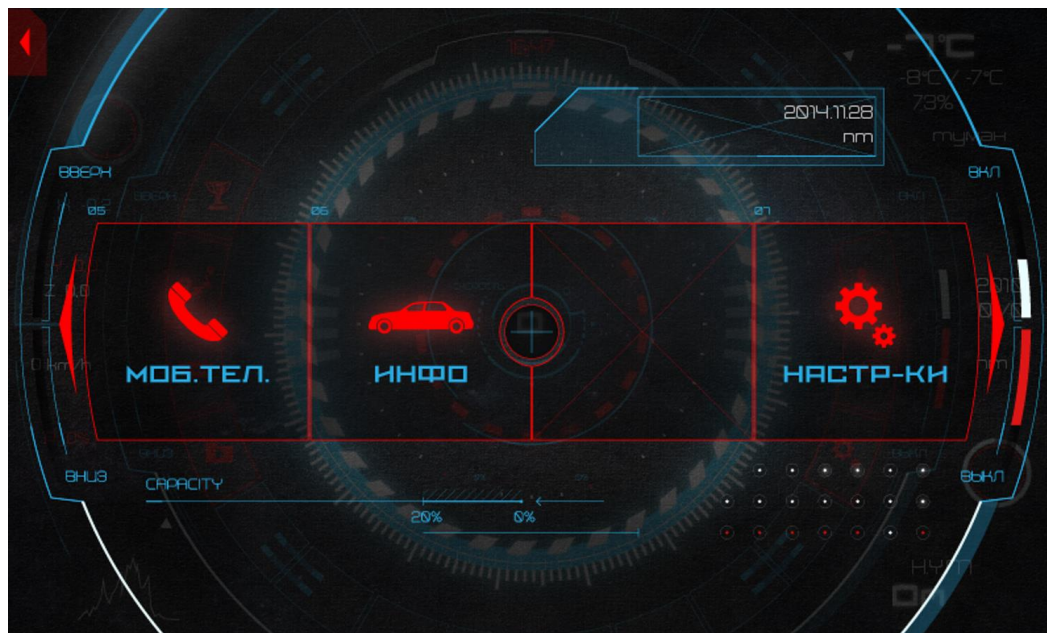 -7°C
-8°C / -7°C
73%
туман
2014.11.28
пт
ВВЕРХ
ВКЛ
05
06
07
МОБ.ТЕЛ.
ИНФО
НАСТР-КИ
ВНИЗ
ВЫКЛ
CAPACITY
20%
0%